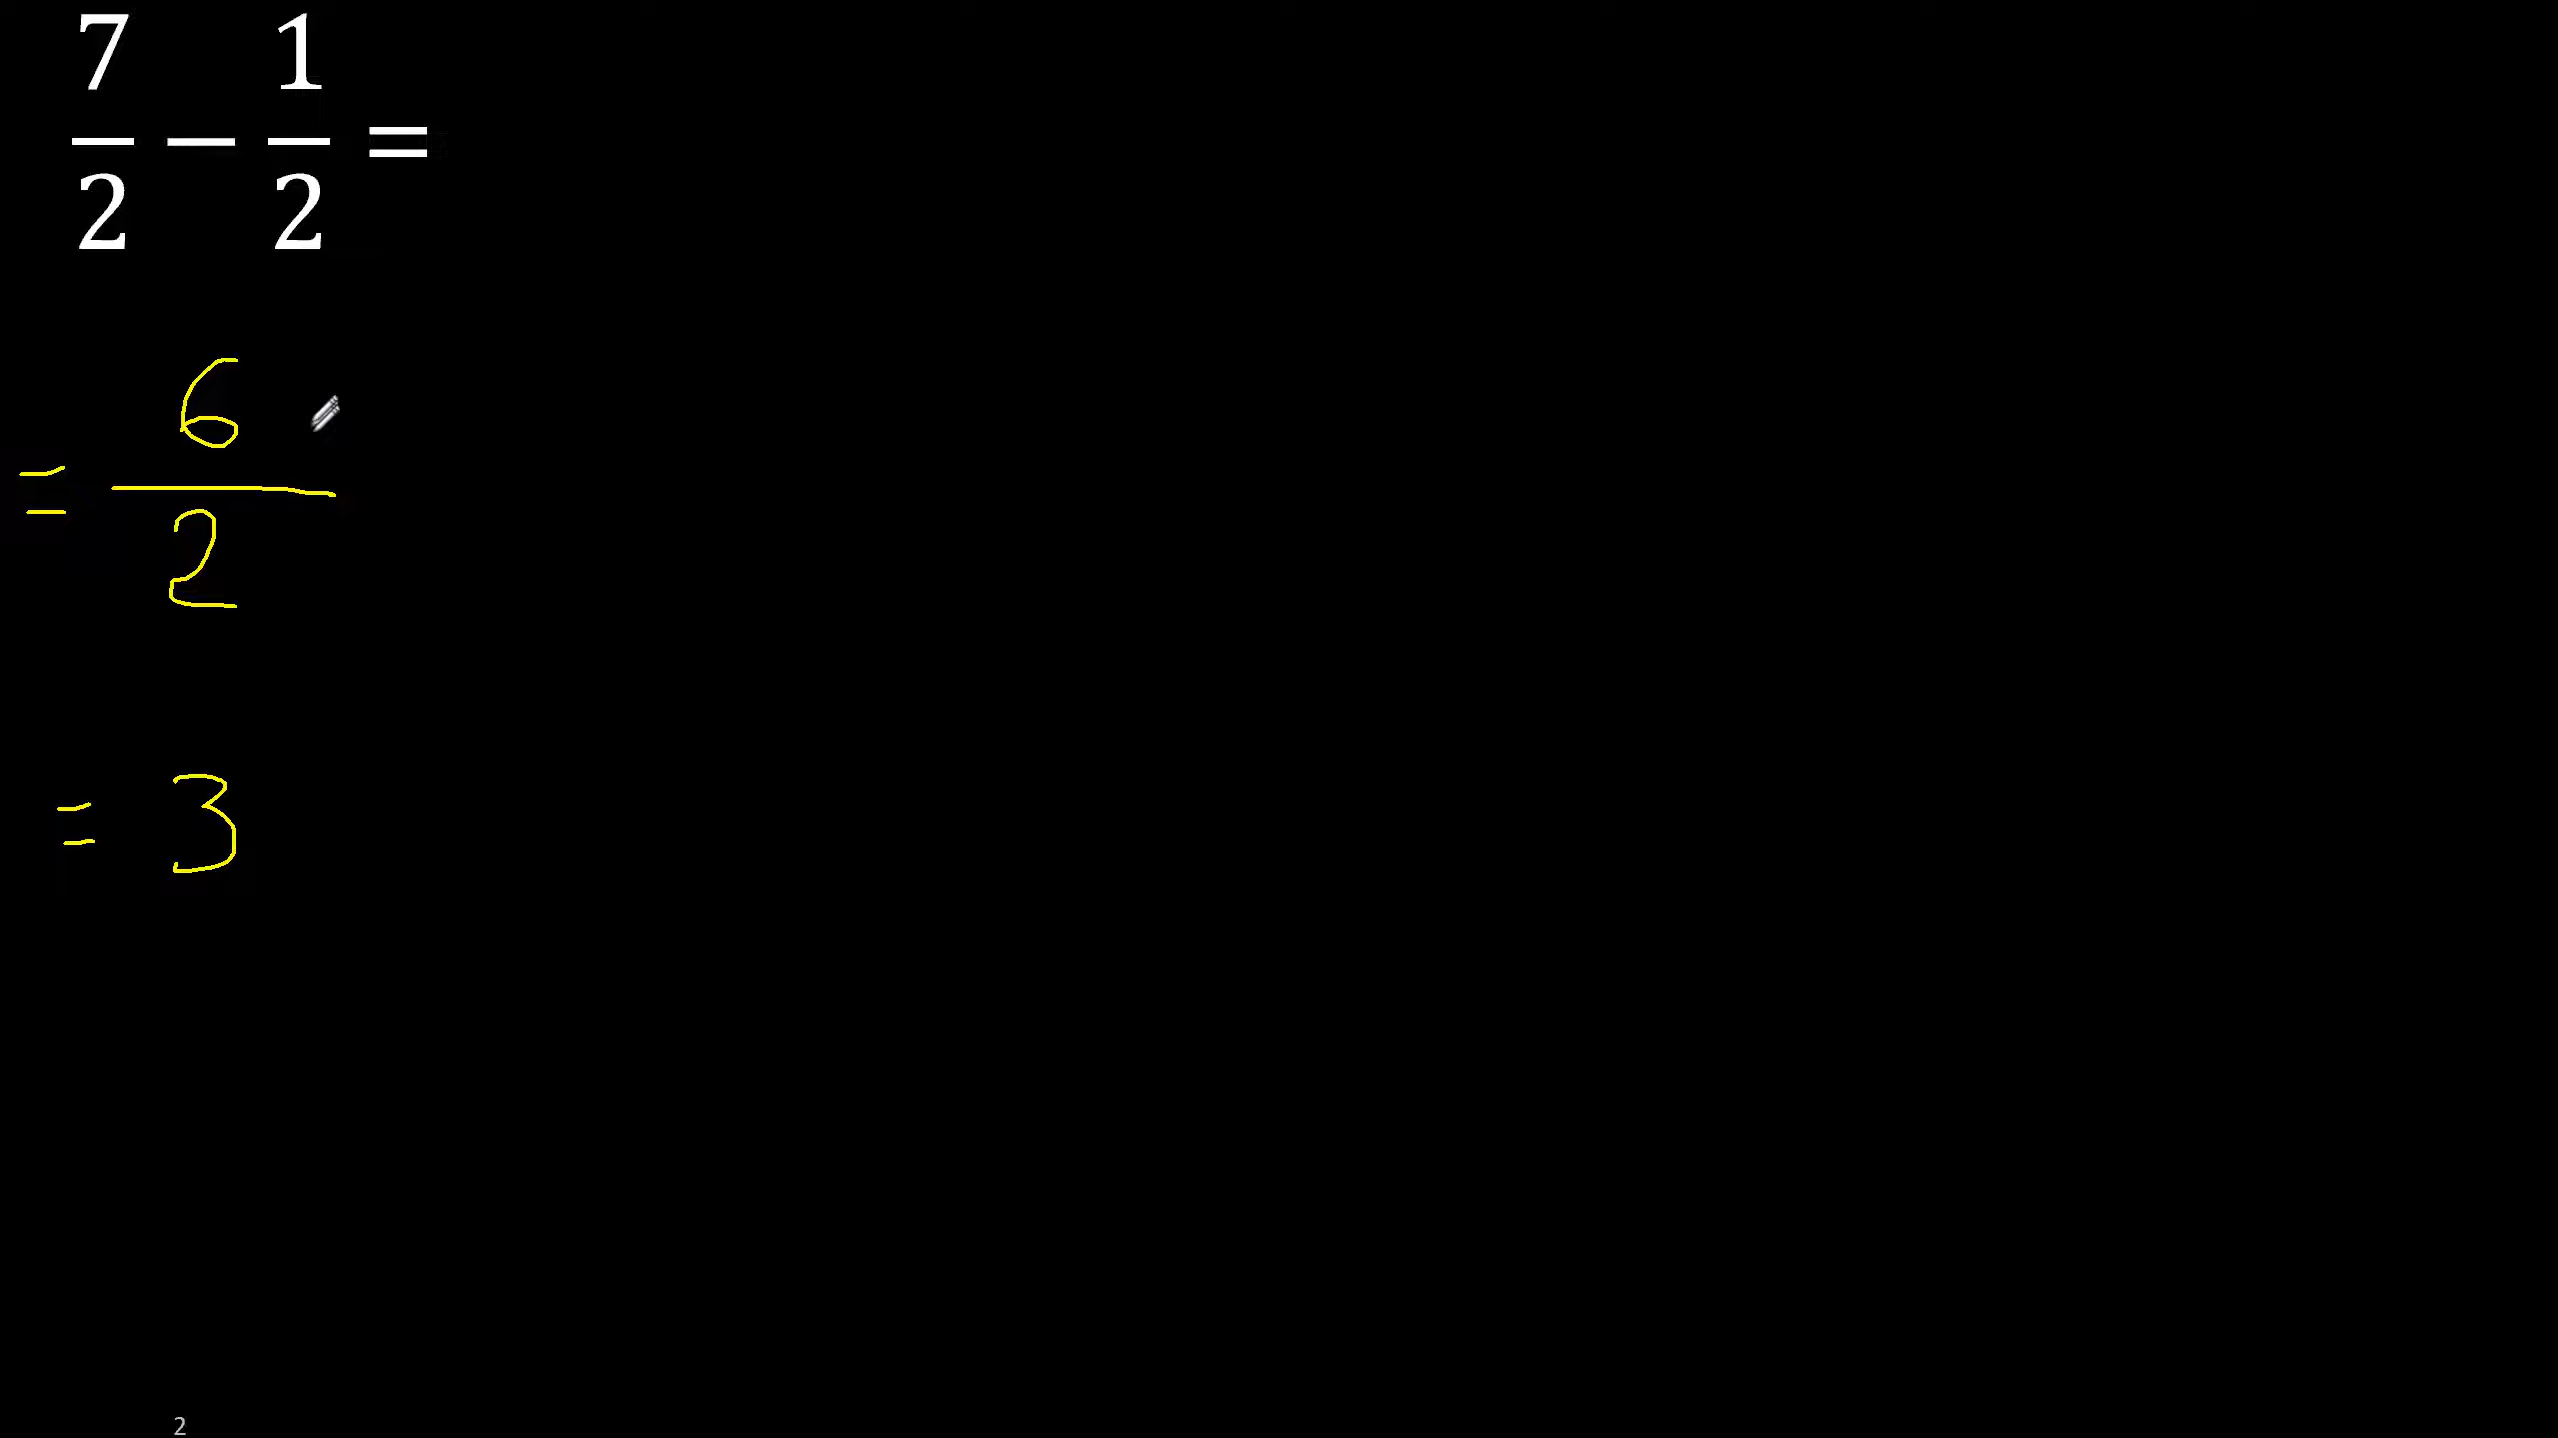 7/2 − 1/2 =
= 6/2
= 3
2